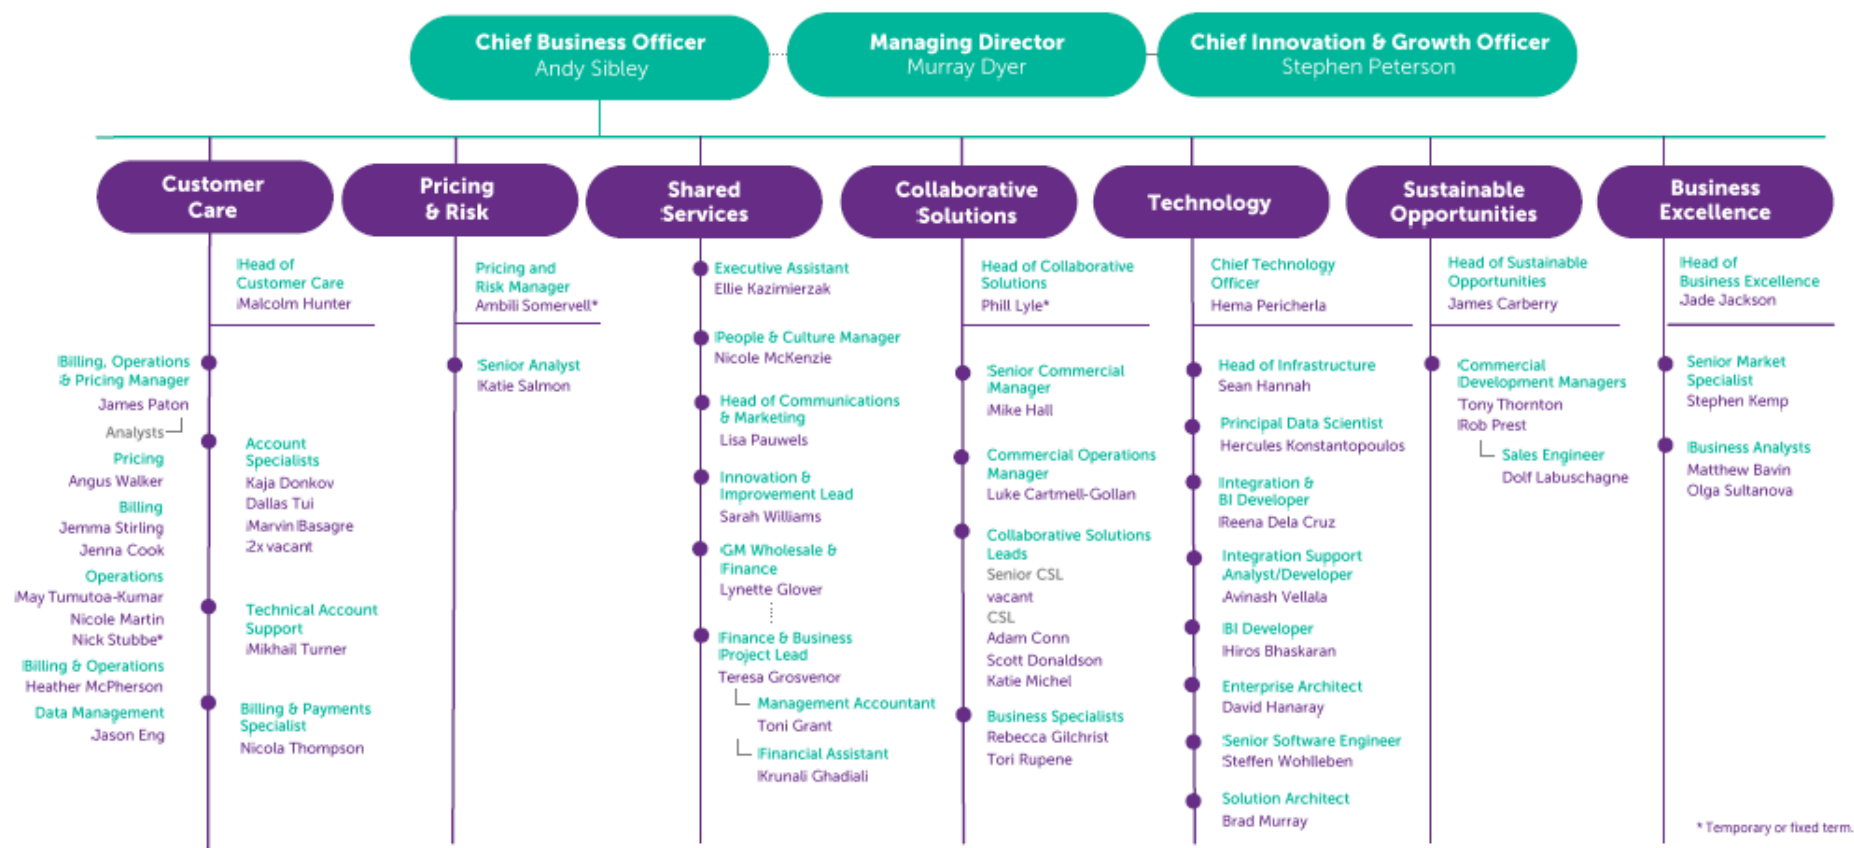 Chief Business Officer
Andy Sibley
Managing Director
Murray Dyer
Chief Innovation & Growth Officer
Stephen Peterson
Customer
Care
Head of
Customer Care
Malcolm Hunter
Billing, Operations
& Pricing Manager
James Paton
Analysts
Pricing
Angus Walker
Billing
Jemma Stirling
Jenna Cook
Operations
May Tumutoa-Kumar
Nicole Martin
Nick Stubbe*
Billing & Operations
Heather McPherson
Data Management
Jason Eng
Account
Specialists
Kaja Donkov
Dallas Tui
Marvin Basagre
2x vacant
Technical Account
Support
Mikhail Turner
Billing & Payments
Specialist
Nicola Thompson
Pricing
& Risk
Pricing and
Risk Manager
Ambili Somervell*
Senior Analyst
Katie Salmon
Shared
Services
Executive Assistant
Ellie Kazimierzak
People & Culture Manager
Nicole McKenzie
Head of Communications
& Marketing
Lisa Pauwels
Innovation &
Improvement Lead
Sarah Williams
GM Wholesale &
Finance
Lynette Glover
Finance & Business
Project Lead
Teresa Grosvenor
Management Accountant
Toni Grant
Financial Assistant
Krunali Ghadiali
Collaborative
Solutions
Head of Collaborative
Solutions
Phill Lyle*
Senior Commercial
Manager
Mike Hall
Commercial Operations
Manager
Luke Cartmell-Gollan
Collaborative Solutions
Leads
Senior CSL
vacant
CSL
Adam Conn
Scott Donaldson
Katie Michel
Business Specialists
Rebecca Gilchrist
Tori Rupene
Technology
Chief Technology
Officer
Hema Pericherla
Head of Infrastructure
Sean Hannah
Principal Data Scientist
Hercules Konstantopoulos
Integration &
BI Developer
Reena Dela Cruz
Integration Support
Analyst/Developer
Avinash Vellala
BI Developer
Hiros Bhaskaran
Enterprise Architect
David Hanaray
Senior Software Engineer
Steffen Wohlleben
Solution Architect
Brad Murray
Sustainable
Opportunities
Head of Sustainable
Opportunities
James Carberry
Commercial
Development Managers
Tony Thornton
Rob Prest
Sales Engineer
Dolf Labuschagne
Business
Excellence
Head of
Business Excellence
Jade Jackson
Senior Market
Specialist
Stephen Kemp
Business Analysts
Matthew Bavin
Olga Sultanova
* Temporary or fixed term.